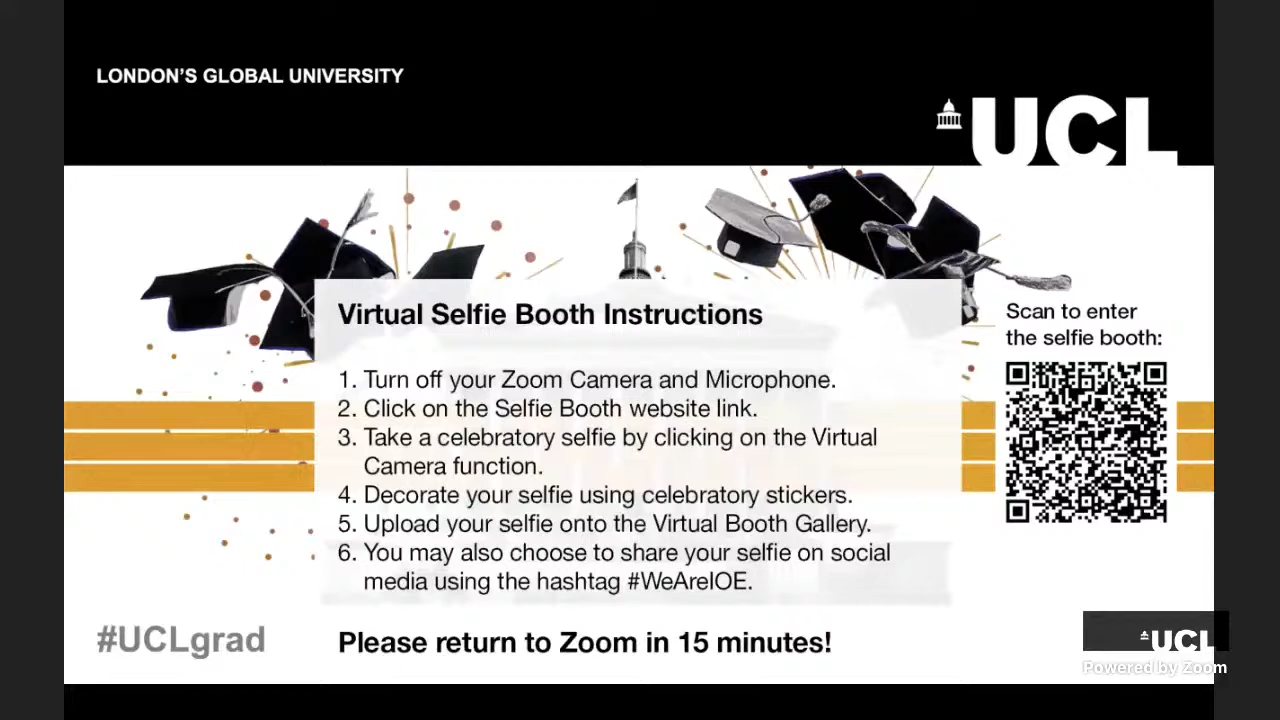 LONDON'S GLOBAL UNIVERSITY
UCL
Virtual Selfie Booth Instructions
Scan to enter
the selfie booth:
1. Turn off your Zoom Camera and Microphone.
2. Click on the Selfie Booth website link.
3. Take a celebratory selfie by clicking on the Virtual
Camera function.
4. Decorate your selfie using celebratory stickers.
5. Upload your selfie onto the Virtual Booth Gallery.
6. You may also choose to share your selfie on social
media using the hashtag #WeAreIOE.
#UCLgrad
Please return to Zoom in 15 minutes!
UCL
Powered by Zoom